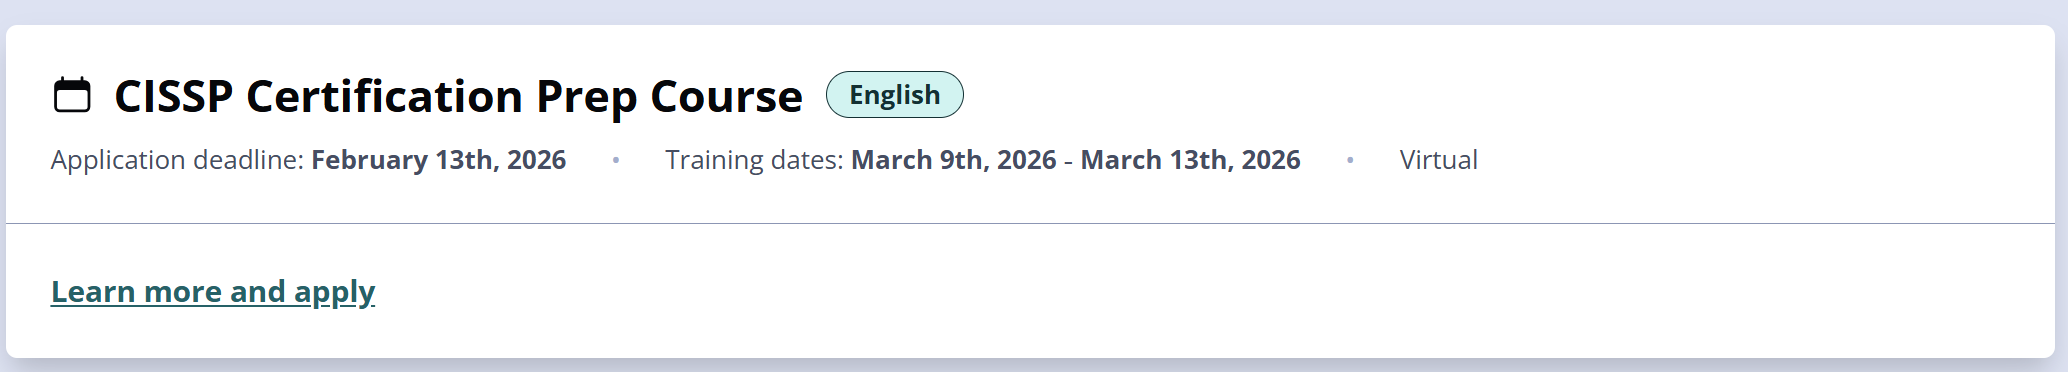 CISSP Certification Prep Course English
Application deadline: February 13th, 2026 • Training dates: March 9th, 2026 - March 13th, 2026 • Virtual
Learn more and apply